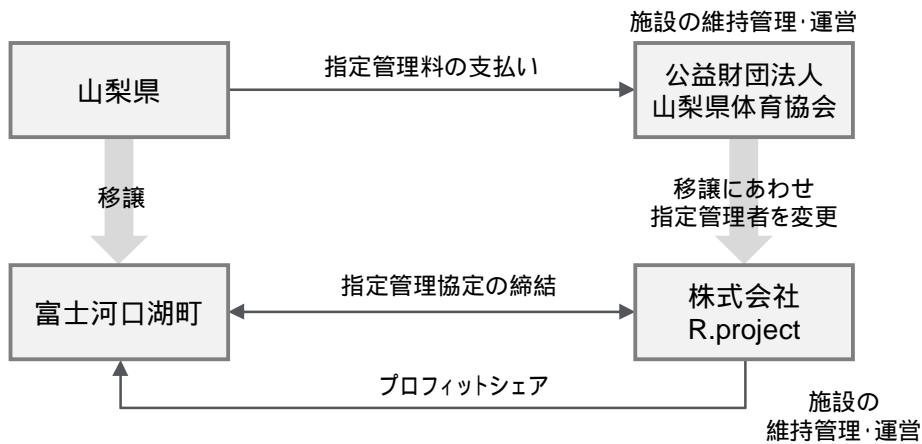 施設の維持管理・運営
山梨県
指定管理料の支払い
公益財団法人
山梨県体育協会
移譲
移譲にあわせ
指定管理者を変更
富士河口湖町
指定管理協定の締結
株式会社
R.project
プロフィットシェア
施設の
維持管理・運営